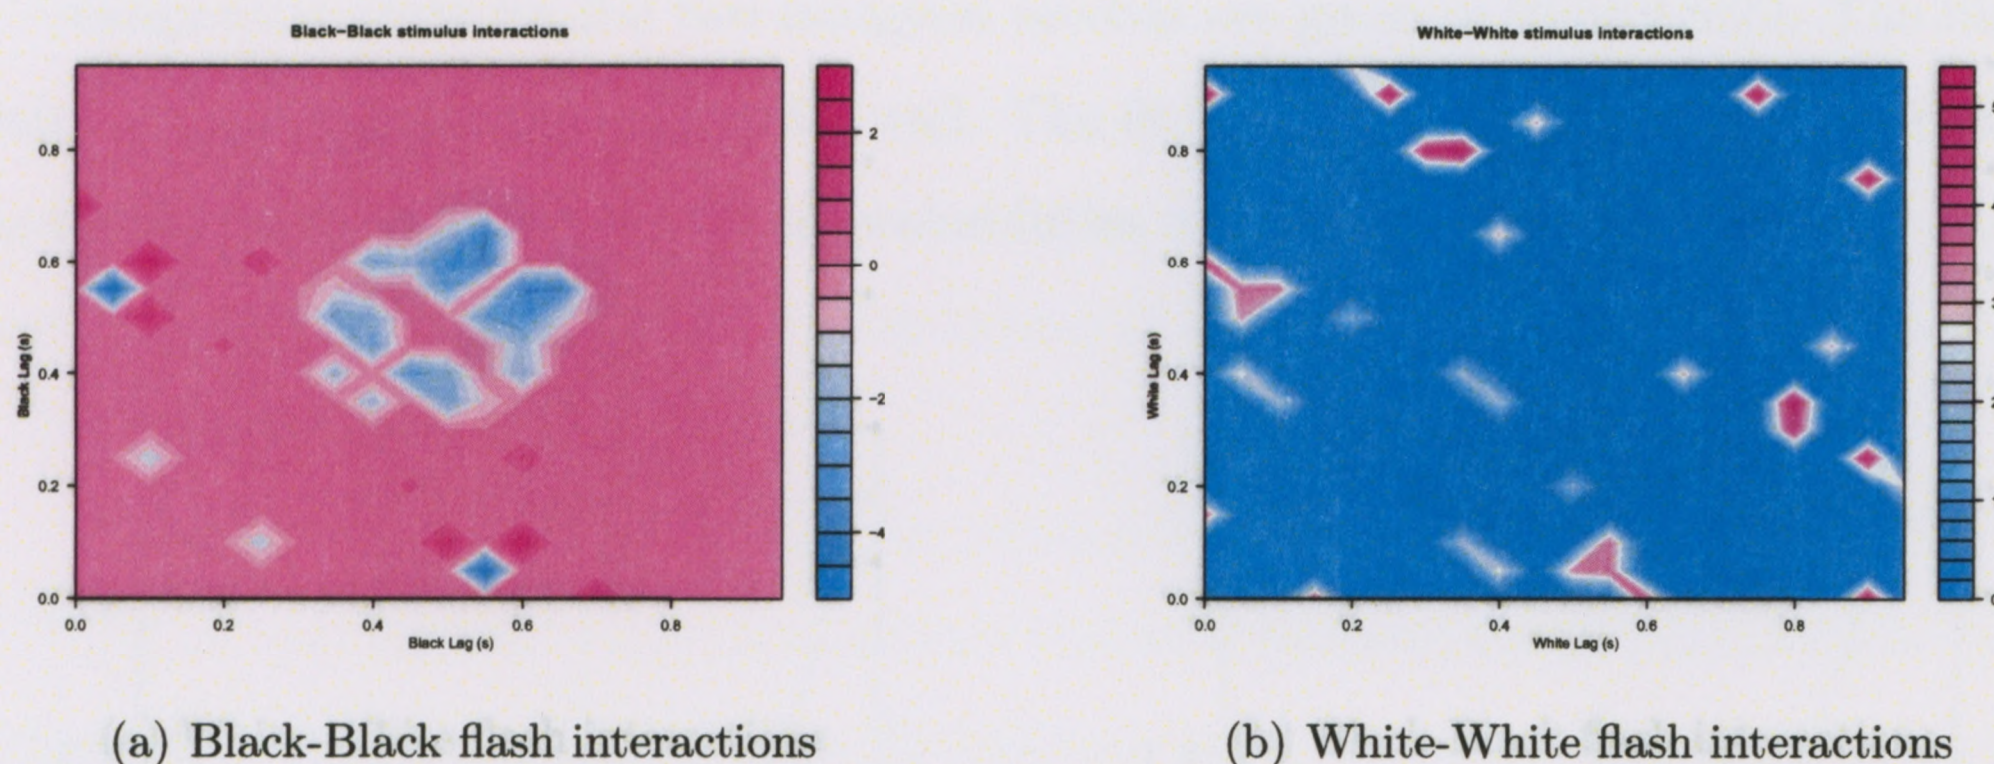 Black-Black stimulus interactions
0.8
0.6
0.4
0.2
0.0
0.0 0.2 0.4 0.6 0.8
Black Lag (s)
Black Lag (s)
2
0
-2
-4
(a) Black-Black flash interactions
White-White stimulus interactions
0.8
0.6
0.4
0.2
0.0
0.0 0.2 0.4 0.6 0.8
White Lag (s)
White Lag (s)
4
2
(b) White-White flash interactions